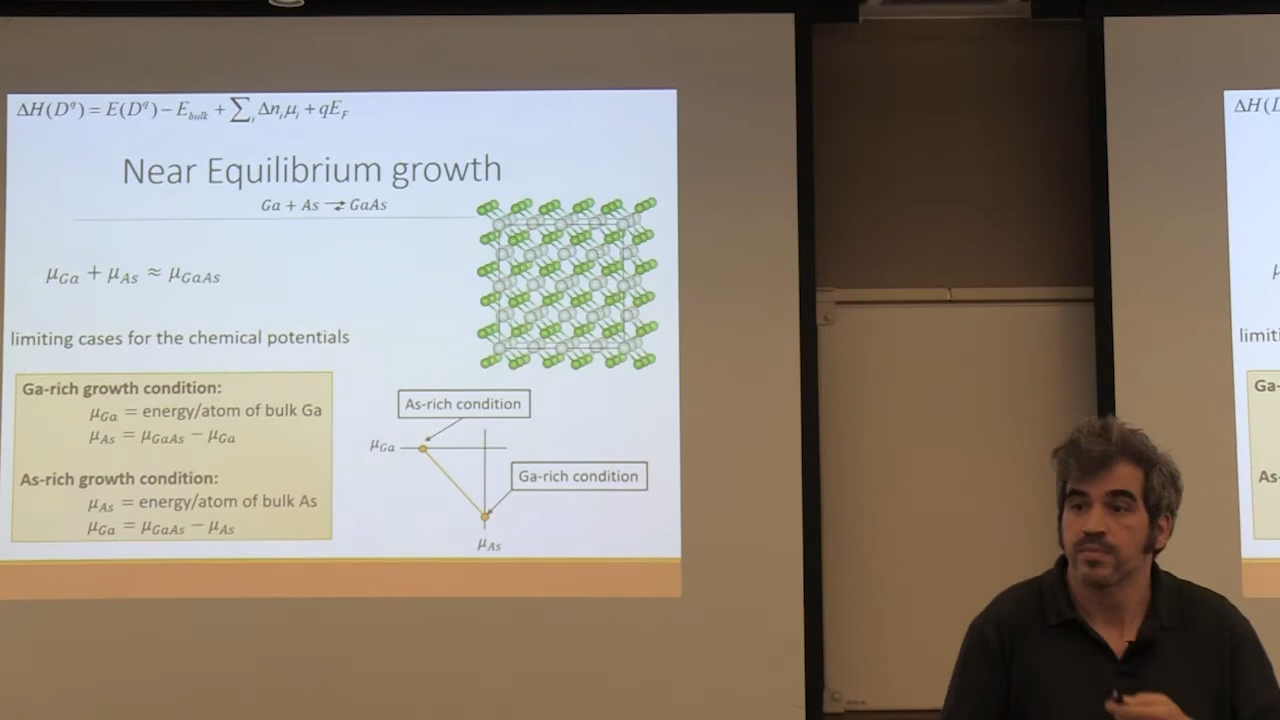 ΔH(D^q) = E(D^q) − E_bulk + ∑_i Δn_i μ_i + qE_F
Near Equilibrium growth
Ga + As ⇌ GaAs
μ_Ga + μ_As ≈ μ_GaAs
limiting cases for the chemical potentials
Ga-rich growth condition:
μ_Ga = energy/atom of bulk Ga
μ_As = μ_GaAs − μ_Ga
As-rich growth condition:
μ_As = energy/atom of bulk As
μ_Ga = μ_GaAs − μ_As
As-rich condition
μ_Ga
Ga-rich condition
μ_As
ΔH(D
μ
limiti
Ga-
As-